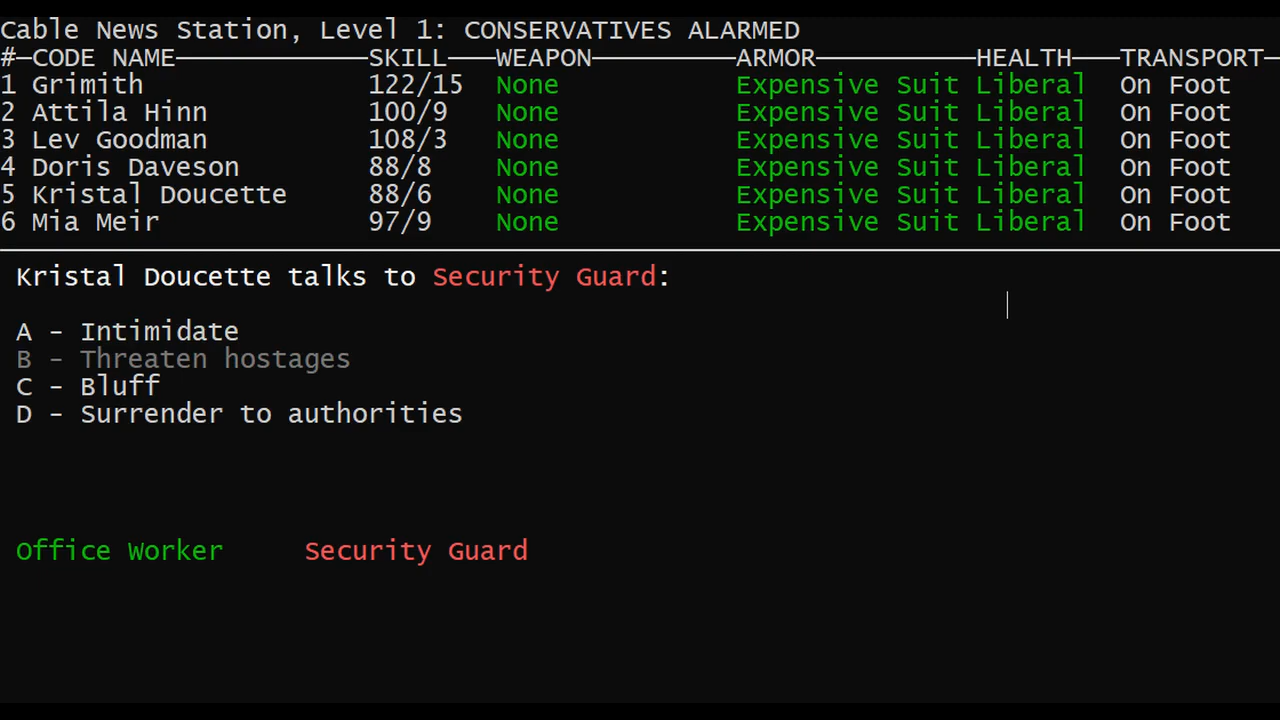 Cable News Station, Level 1: CONSERVATIVES ALARMED
#—CODE NAME————————————SKILL———WEAPON—————————ARMOR——————————HEALTH———TRANSPORT—
1 Grimith 122/15 None Expensive Suit Liberal On Foot
2 Attila Hinn 100/9 None Expensive Suit Liberal On Foot
3 Lev Goodman 108/3 None Expensive Suit Liberal On Foot
4 Doris Daveson 88/8 None Expensive Suit Liberal On Foot
5 Kristal Doucette 88/6 None Expensive Suit Liberal On Foot
6 Mia Meir 97/9 None Expensive Suit Liberal On Foot
Kristal Doucette talks to Security Guard:
A - Intimidate
B - Threaten hostages
C - Bluff
D - Surrender to authorities
Office Worker Security Guard